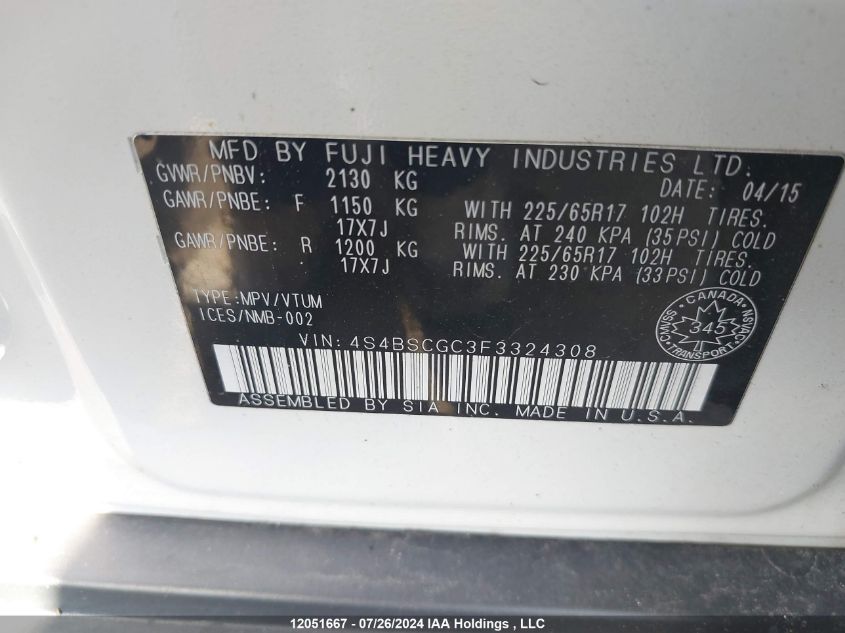 MFD BY FUJI HEAVY INDUSTRIES LTD.
GVWR/PNBV: 2130 KG DATE: 04/15
GAWR/PNBE: F 1150 KG WITH 225/65R17 102H TIRES.
17X7J RIMS. AT 240 KPA (35PSI) COLD
GAWR/PNBE: R 1200 KG WITH 225/65R17 102H TIRES.
17X7J RIMS. AT 230 KPA (33PSI) COLD
TYPE:MPV/VTUM
ICES/NMB-002
CANADA
CMVSS NSVAC
345
TRANSPORT
VIN: 4S4BSCGC3F3324308
ASSEMBLED BY SIA INC. MADE IN U.S.A.
12051667 - 07/26/2024 IAA Holdings , LLC